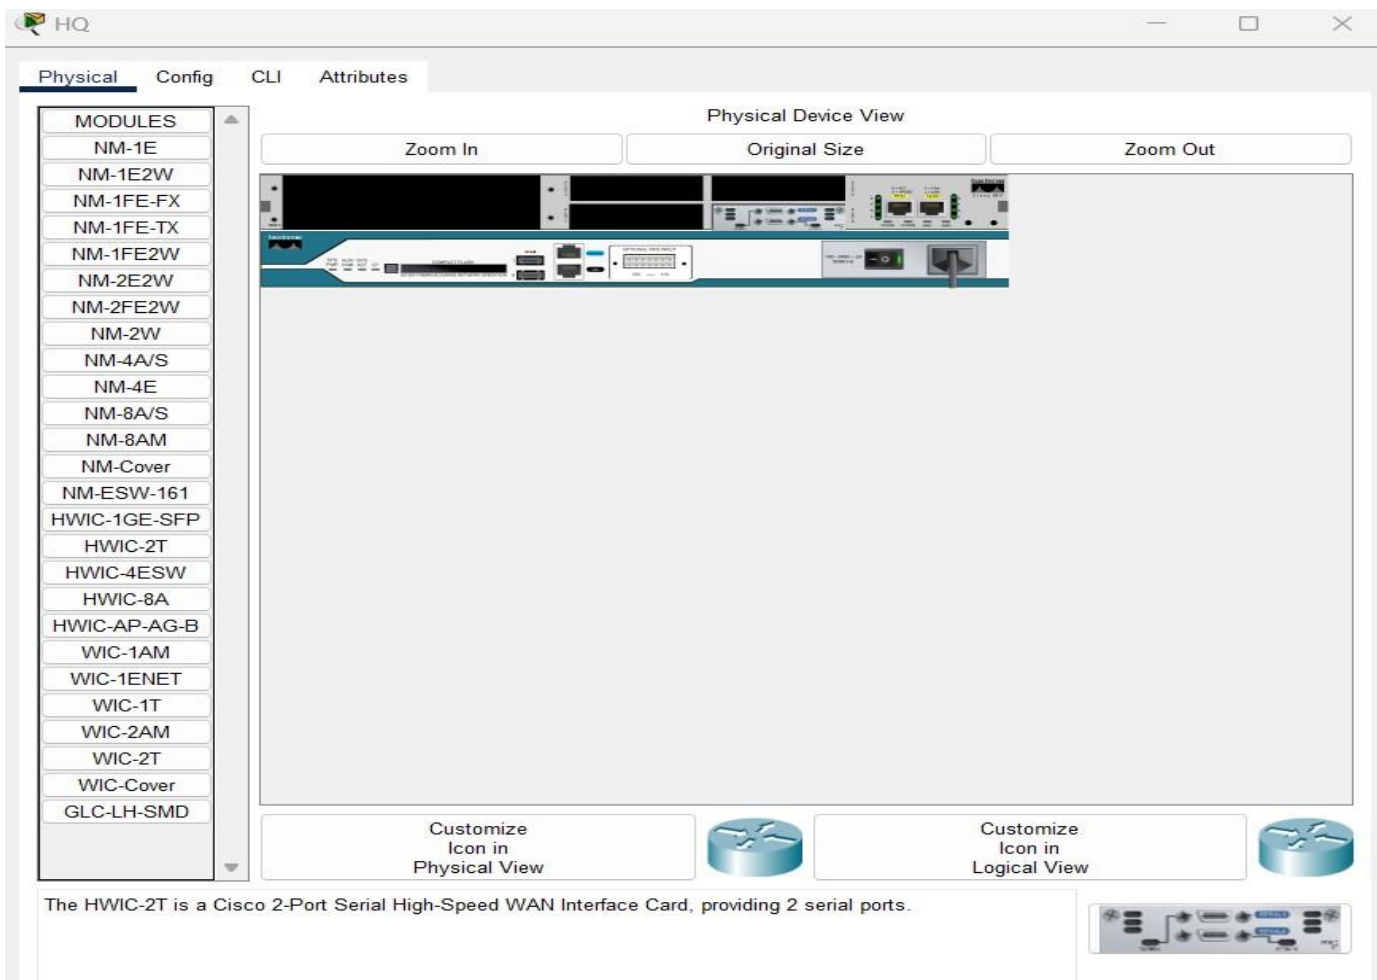 HQ
Physical Config CLI Attributes
MODULES
NM-1E
NM-1E2W
NM-1FE-FX
NM-1FE-TX
NM-1FE2W
NM-2E2W
NM-2FE2W
NM-2W
NM-4A/S
NM-4E
NM-8A/S
NM-8AM
NM-Cover
NM-ESW-161
HWIC-1GE-SFP
HWIC-2T
HWIC-4ESW
HWIC-8A
HWIC-AP-AG-B
WIC-1AM
WIC-1ENET
WIC-1T
WIC-2AM
WIC-2T
WIC-Cover
GLC-LH-SMD
Physical Device View
Zoom In Original Size Zoom Out
Customize
Icon in
Physical View
Customize
Icon in
Logical View
The HWIC-2T is a Cisco 2-Port Serial High-Speed WAN Interface Card, providing 2 serial ports.